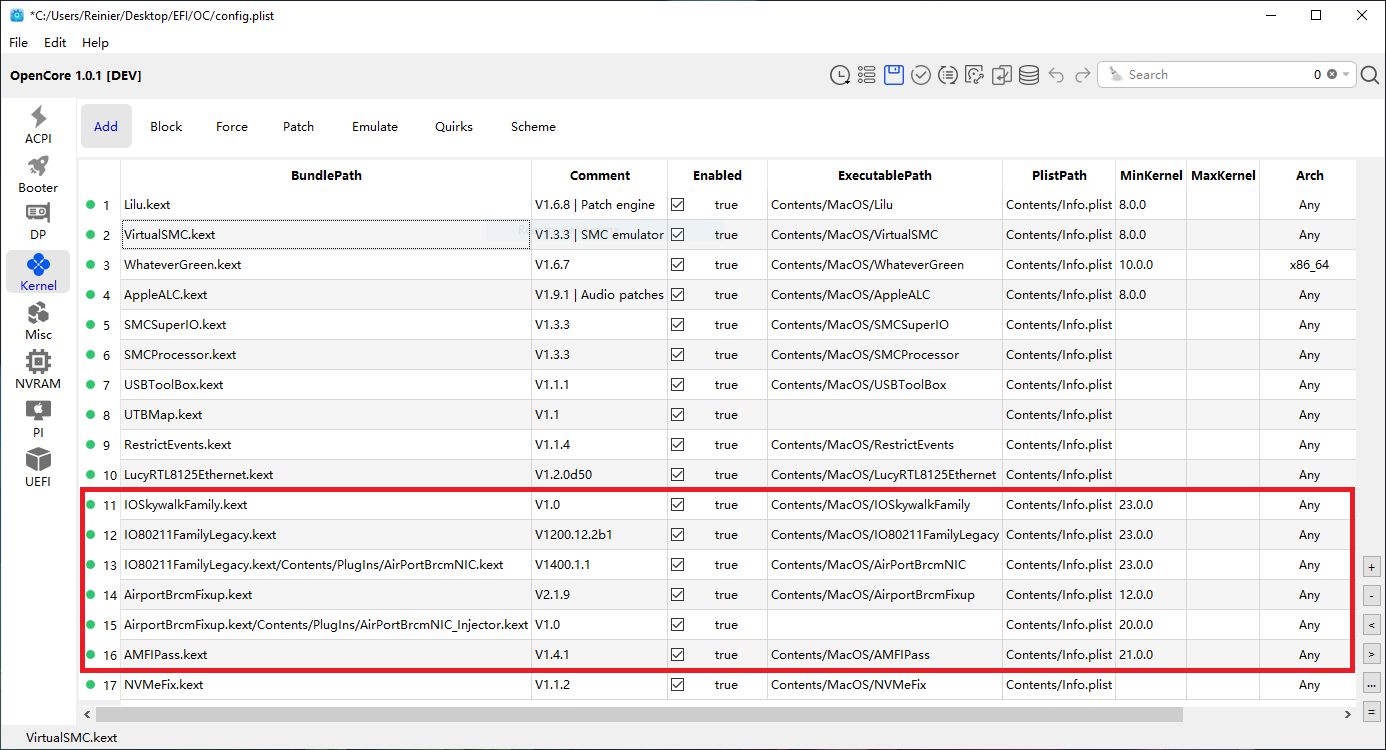 *C:/Users/Reinier/Desktop/EFI/OC/config.plist
File Edit Help
OpenCore 1.0.1 [DEV]
Search 0
ACPI
Booter
DP
Kernel
Misc
NVRAM
PI
UEFI
Add Block Force Patch Emulate Quirks Scheme
BundlePath Comment Enabled ExecutablePath PlistPath MinKernel MaxKernel Arch
1 Lilu.kext V1.6.8 | Patch engine true Contents/MacOS/Lilu Contents/Info.plist 8.0.0 Any
2 VirtualSMC.kext V1.3.3 | SMC emulator true Contents/MacOS/VirtualSMC Contents/Info.plist 8.0.0 Any
3 WhateverGreen.kext V1.6.7 true Contents/MacOS/WhateverGreen Contents/Info.plist 10.0.0 x86_64
4 AppleALC.kext V1.9.1 | Audio patches true Contents/MacOS/AppleALC Contents/Info.plist 8.0.0 Any
5 SMCSuperIO.kext V1.3.3 true Contents/MacOS/SMCSuperIO Contents/Info.plist Any
6 SMCProcessor.kext V1.3.3 true Contents/MacOS/SMCProcessor Contents/Info.plist Any
7 USBToolBox.kext V1.1.1 true Contents/MacOS/USBToolBox Contents/Info.plist Any
8 UTBMap.kext V1.1 true Contents/Info.plist Any
9 RestrictEvents.kext V1.1.4 true Contents/MacOS/RestrictEvents Contents/Info.plist Any
10 LucyRTL8125Ethernet.kext V1.2.0d50 true Contents/MacOS/LucyRTL8125Ethernet Contents/Info.plist Any
11 IOSkywalkFamily.kext V1.0 true Contents/MacOS/IOSkywalkFamily Contents/Info.plist 23.0.0 Any
12 IO80211FamilyLegacy.kext V1200.12.2b1 true Contents/MacOS/IO80211FamilyLegacy Contents/Info.plist 23.0.0 Any
13 IO80211FamilyLegacy.kext/Contents/PlugIns/AirPortBrcmNIC.kext V1400.1.1 true Contents/MacOS/AirPortBrcmNIC Contents/Info.plist 23.0.0 Any
14 AirportBrcmFixup.kext V2.1.9 true Contents/MacOS/AirportBrcmFixup Contents/Info.plist 12.0.0 Any
15 AirportBrcmFixup.kext/Contents/PlugIns/AirPortBrcmNIC_Injector.kext V1.0 true Contents/Info.plist 20.0.0 Any
16 AMFIPass.kext V1.4.1 true Contents/MacOS/AMFIPass Contents/Info.plist 21.0.0 Any
17 NVMeFix.kext V1.1.2 true Contents/MacOS/NVMeFix Contents/Info.plist Any
+
-
<
>
...
=
VirtualSMC.kext